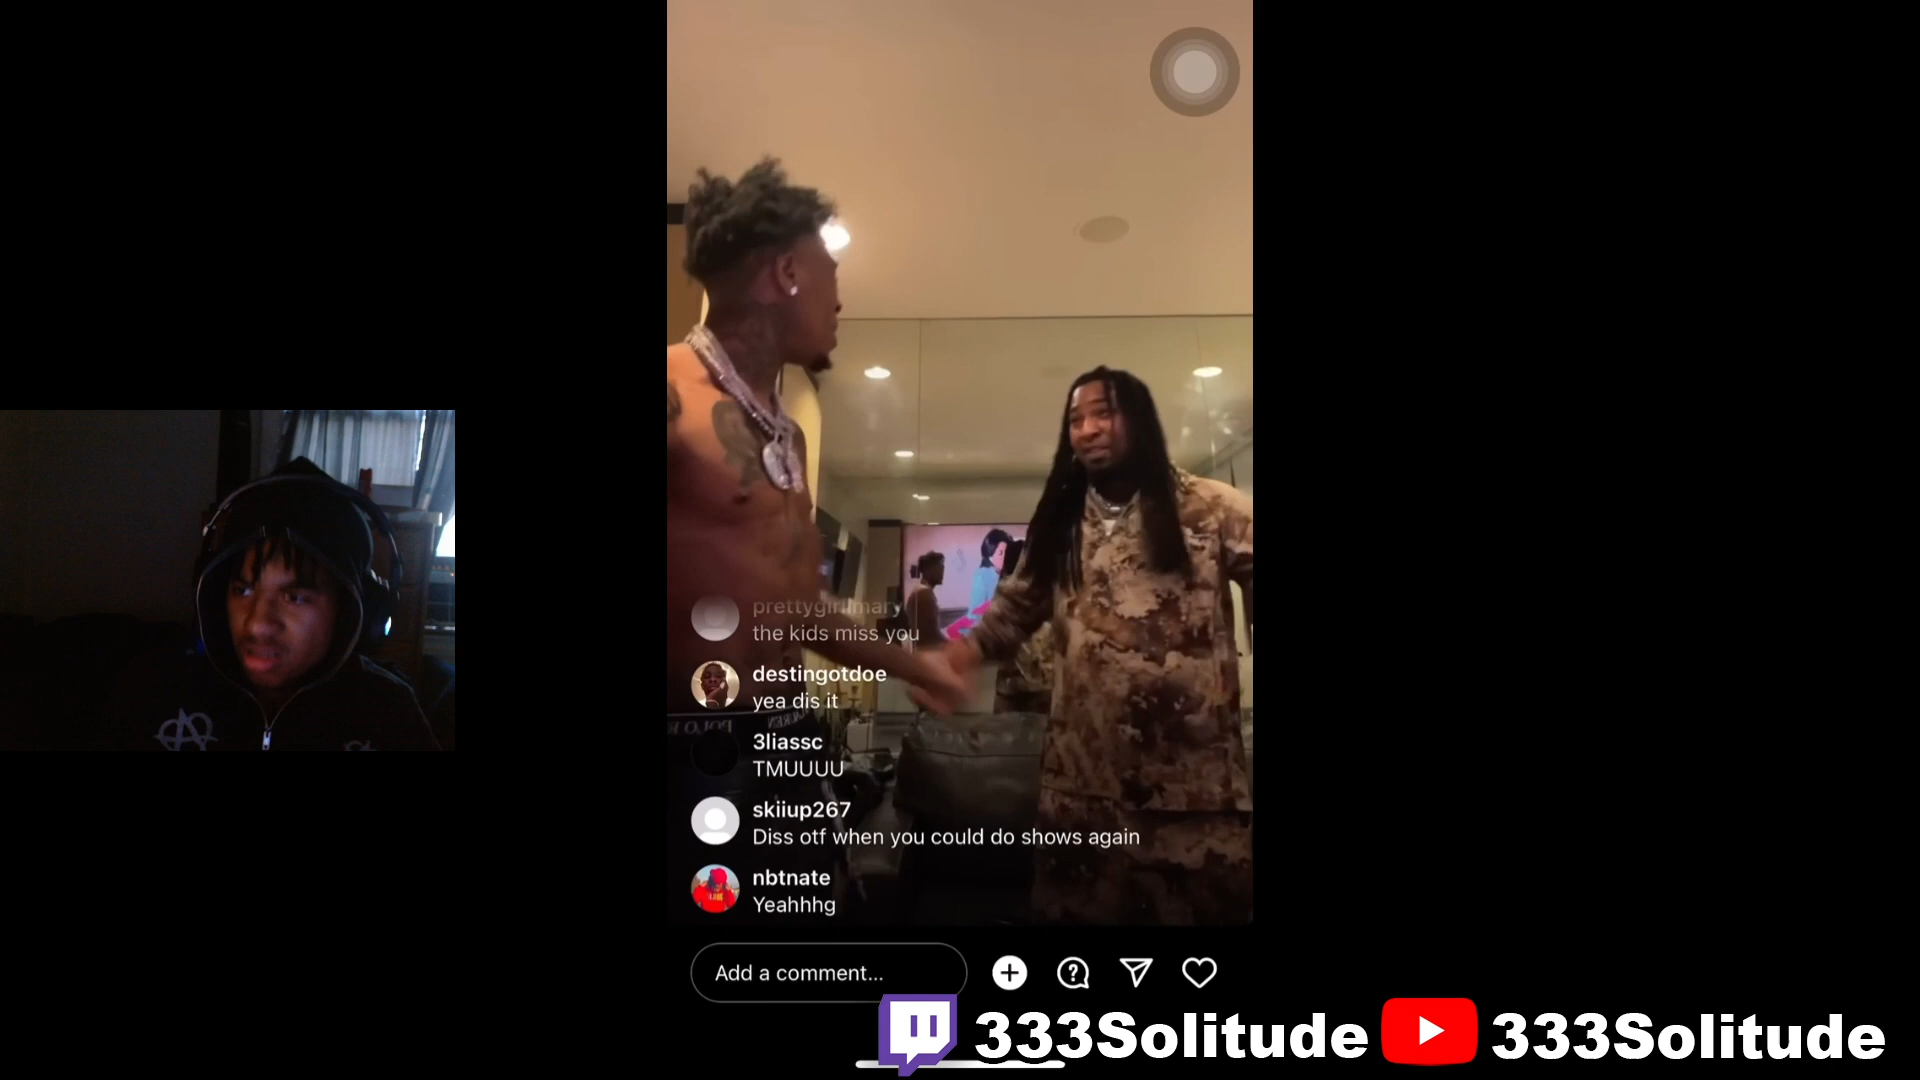 the kids miss you
destingotdoe
yea dis it
3liassc
TMUUUU
skiiup267
Diss otf when you could do shows again
nbtnate
Yeahhhg
Add a comment...
333Solitude
333Solitude